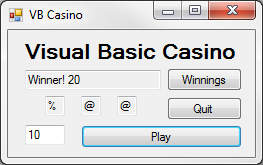 VB Casino
Visual Basic Casino
Winner! 20 Winnings
% @ @ Quit
10 Play